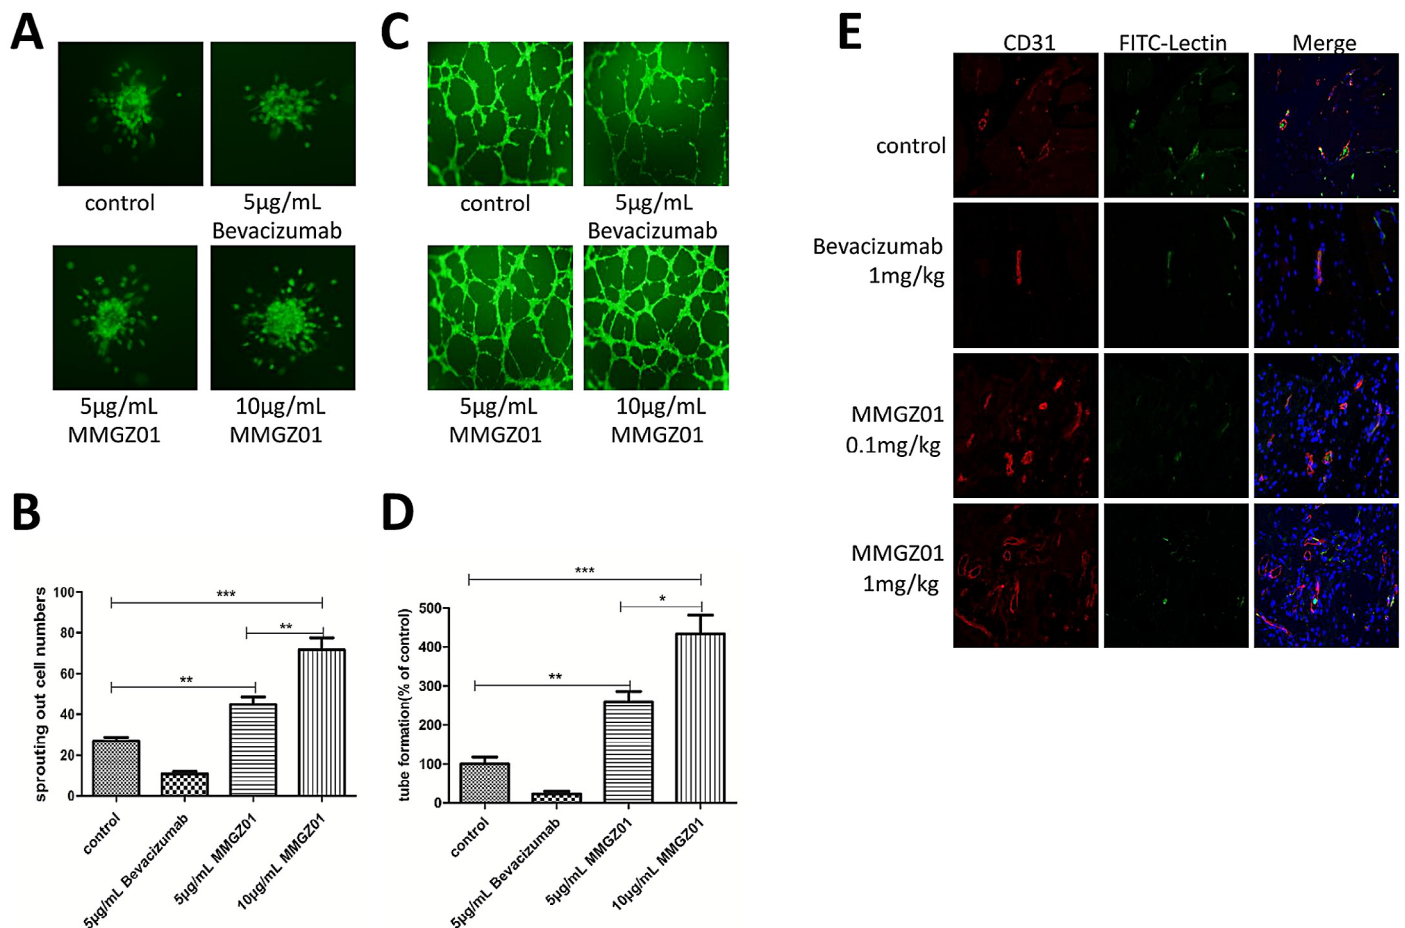 A
control
5µg/mL
Bevacizumab
5µg/mL
MMGZ01
10µg/mL
MMGZ01
B
sprouting out cell numbers
100
80
60
40
20
0
***
**
**
control
5µg/mL Bevacizumab
5µg/mL MMGZ01
10µg/mL MMGZ01
C
control
5µg/mL
Bevacizumab
5µg/mL
MMGZ01
10µg/mL
MMGZ01
D
tube formation(% of control)
500
400
300
200
100
0
***
*
**
control
5µg/mL Bevacizumab
5µg/mL MMGZ01
10µg/mL MMGZ01
E
CD31 FITC-Lectin Merge
control
Bevacizumab
1mg/kg
MMGZ01
0.1mg/kg
MMGZ01
1mg/kg